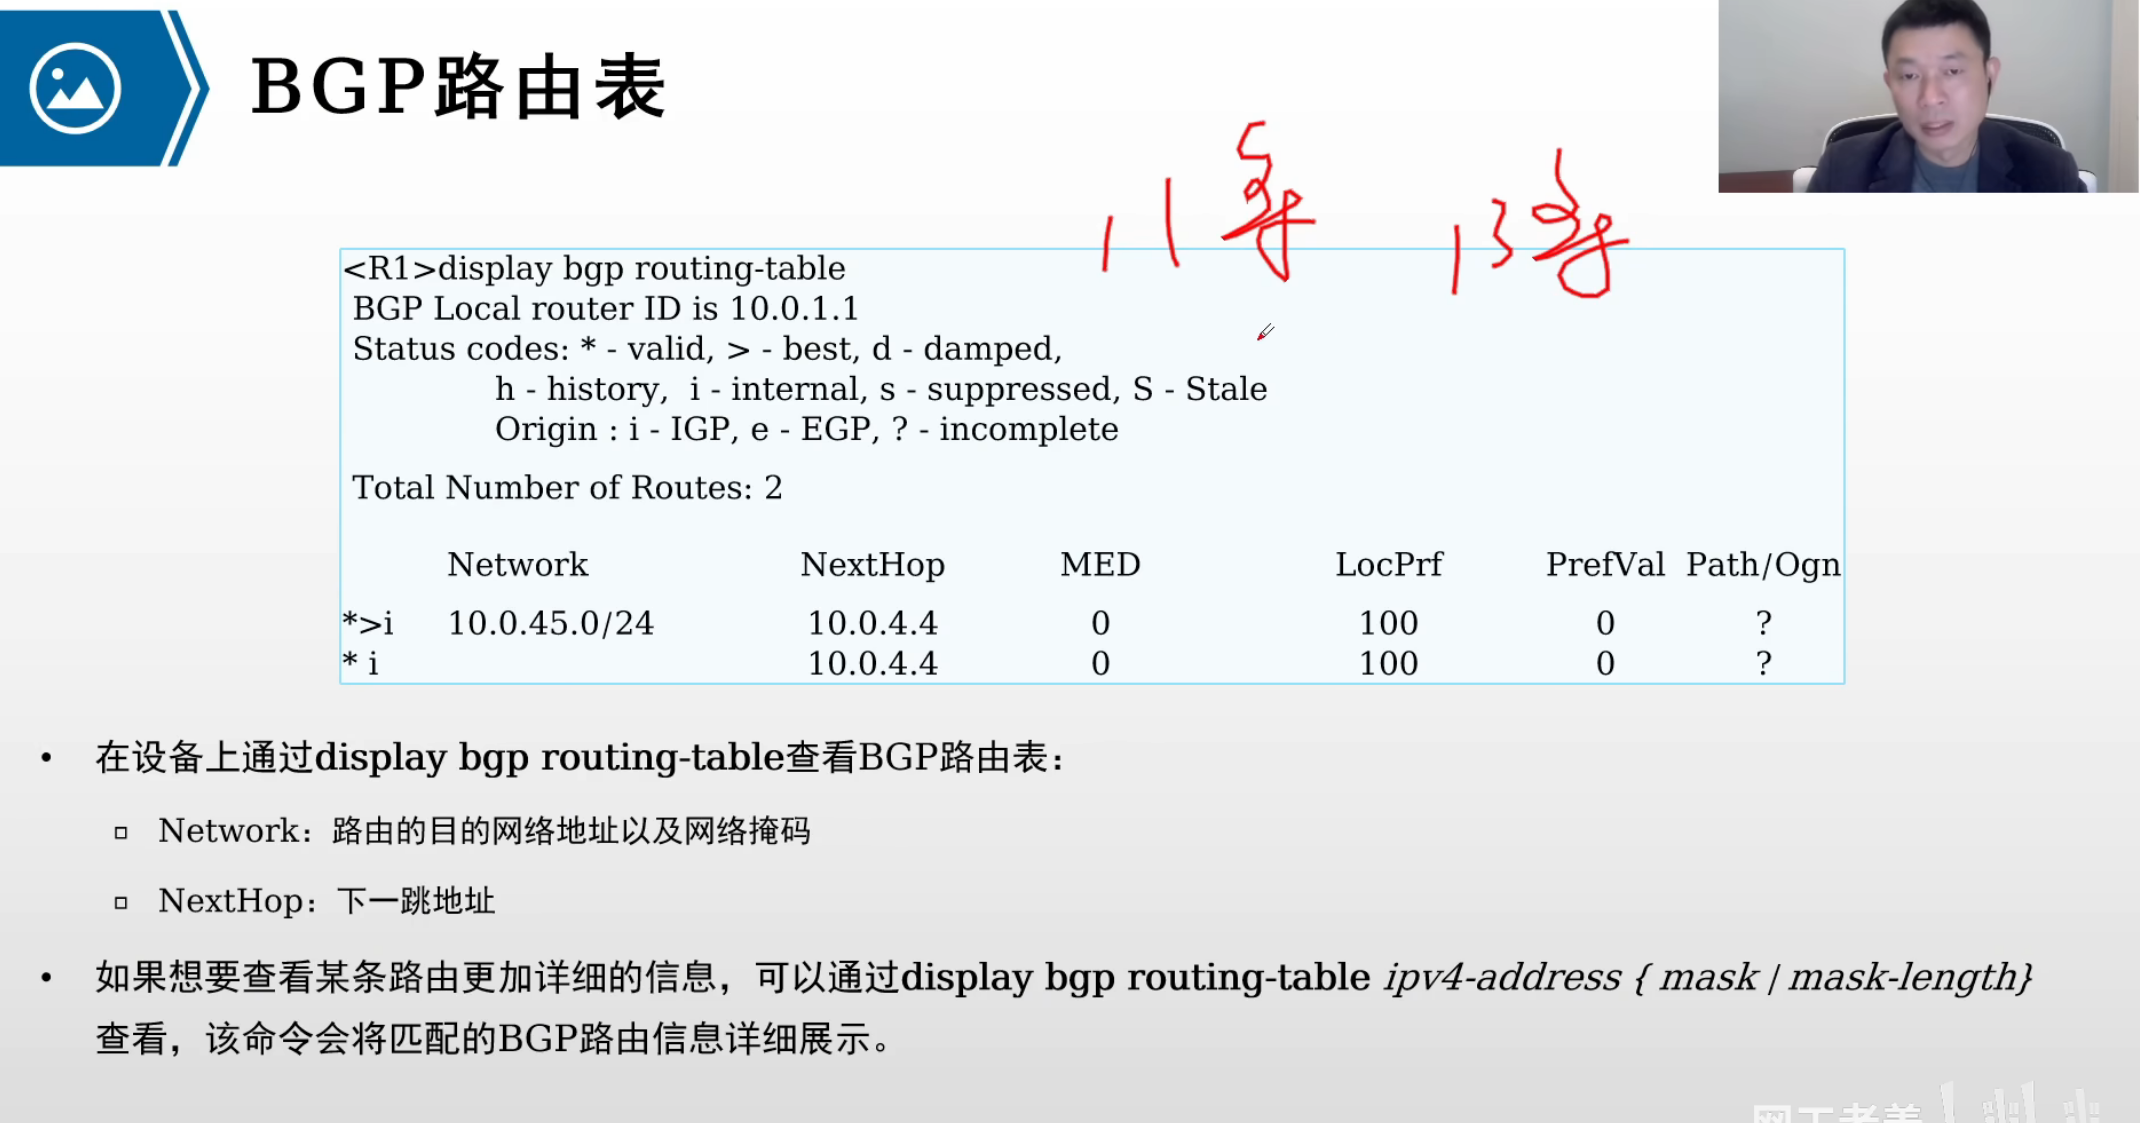 BGP路由表
11条
13条
<R1>display bgp routing-table
BGP Local router ID is 10.0.1.1
Status codes: * - valid, > - best, d - damped,
h - history, i - internal, s - suppressed, S - Stale
Origin : i - IGP, e - EGP, ? - incomplete
Total Number of Routes: 2
Network NextHop MED LocPrf PrefVal Path/Ogn
*>i 10.0.45.0/24 10.0.4.4 0 100 0 ?
* i 10.0.4.4 0 100 0 ?
• 在设备上通过display bgp routing-table查看BGP路由表：
▫ Network：路由的目的网络地址以及网络掩码
▫ NextHop：下一跳地址
• 如果想要查看某条路由更加详细的信息，可以通过display bgp routing-table ipv4-address { mask | mask-length}
查看，该命令会将匹配的BGP路由信息详细展示。